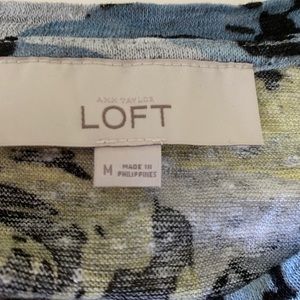 ANN TAYLOR
LOFT
M
MADE IN
PHILIPPINES